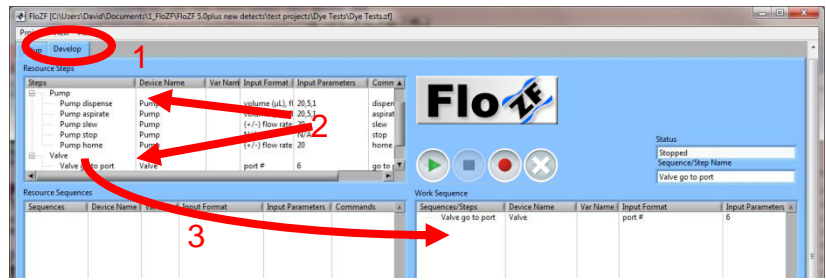 FloZF [C:\Users\David\Documents\1_FloZF\FloZF 5.0plus new detects\test projects\Dye Tests\Dye Tests.zf]
Develop
1
Resource Steps
Steps Device Name Var Nam Input Format Input Parameters Comm
Pump
Pump dispense Pump volume (µL), fl 20,5,1 dispen
Pump aspirate Pump 20,5,1 aspirat
Pump slew Pump (+/-) flow rate slew
Pump stop Pump N/A stop
Pump home Pump (+/-) flow rate 20 home
2
Valve
Valve go to port Valve port # 6 go to
FloZF
Status
Stopped
Sequence/Step Name
Valve go to port
Resource Sequences
Sequences Device Name Input Format Input Parameters Commands
3
Work Sequence
Sequences/Steps Device Name Var Name Input Format Input Parameters
Valve go to port Valve port # 6